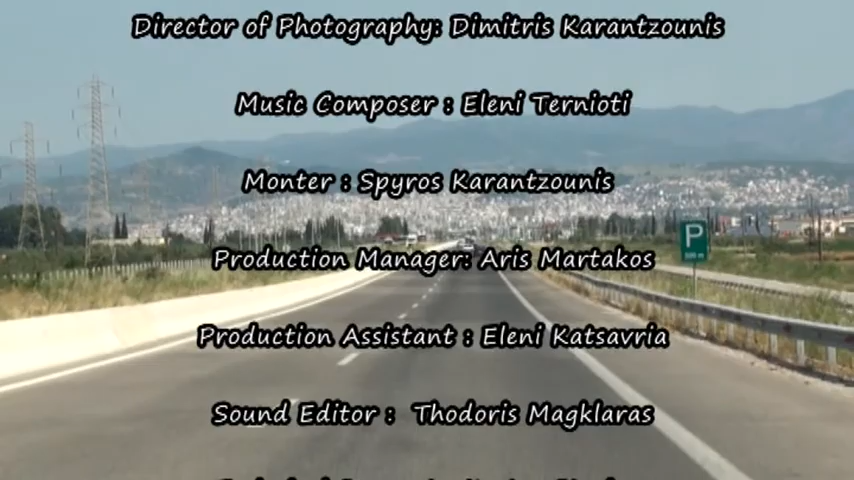 Director of Photography: Dimitris Karantzounis
Music Composer : Eleni Ternioti
Monter : Spyros Karantzounis
P
Production Manager: Aris Martakos
Production Assistant : Eleni Katsavria
Sound Editor : Thodoris Magklaras